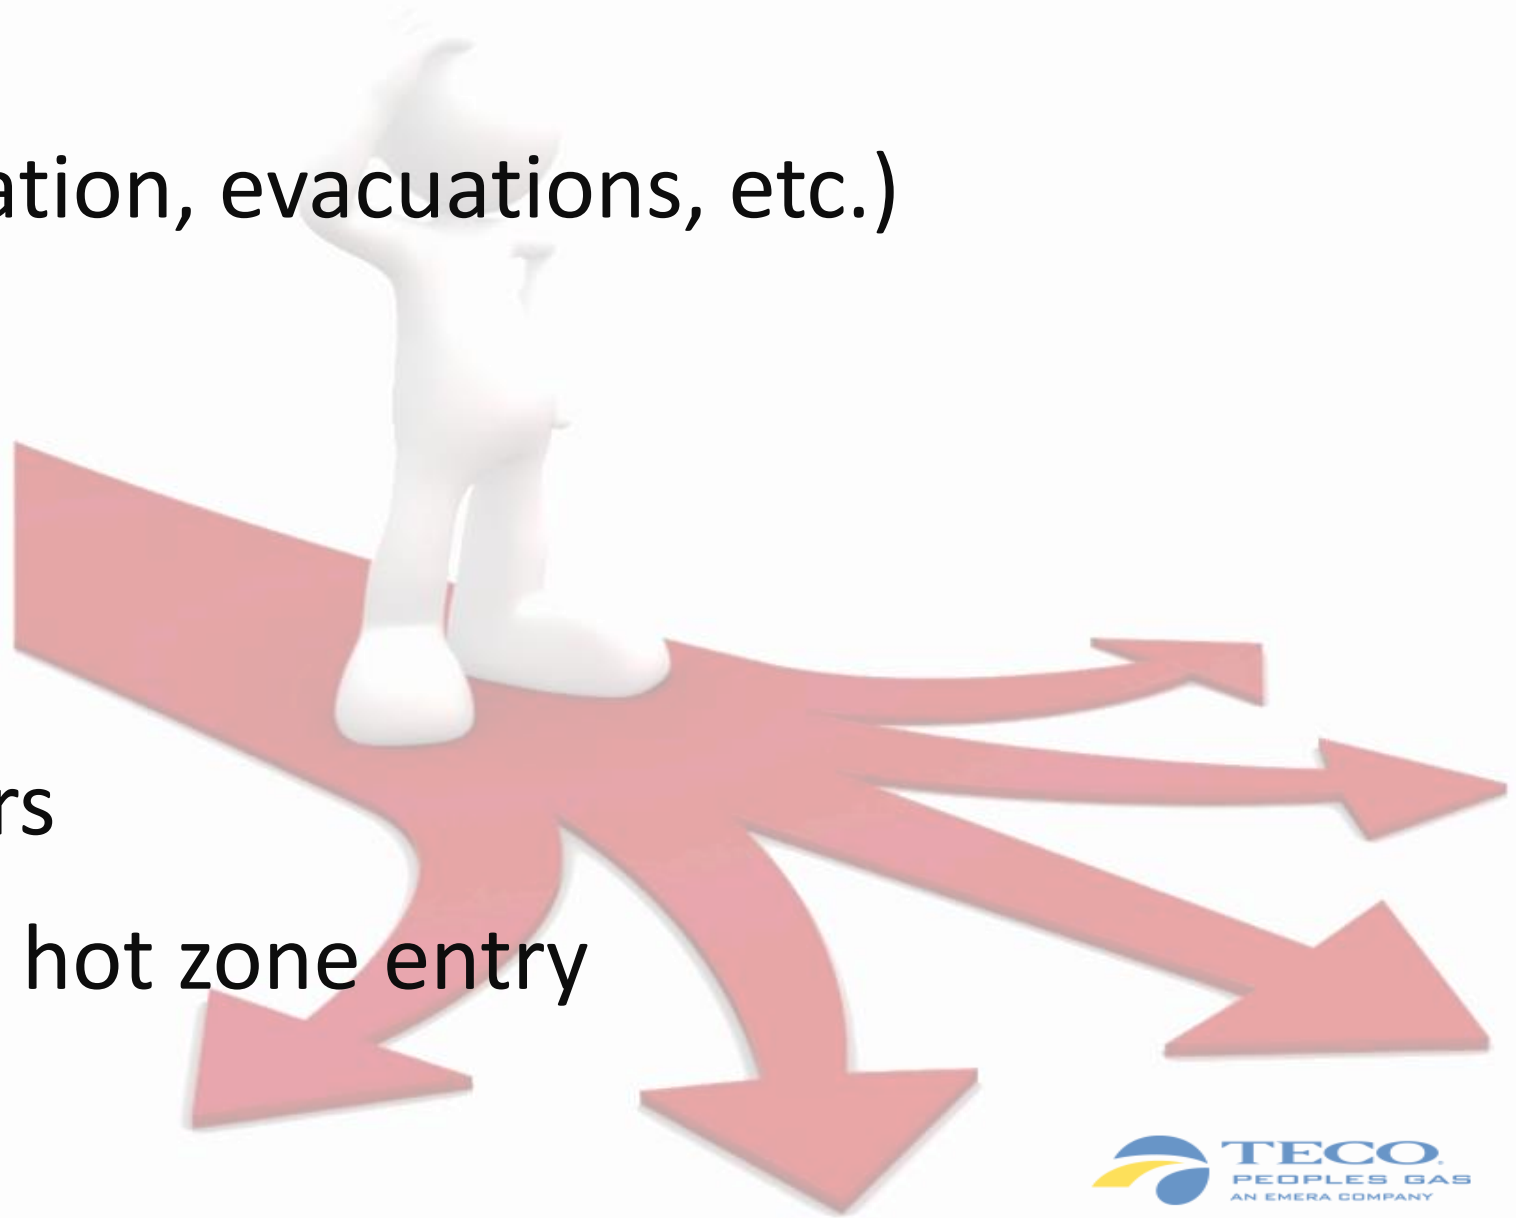 ation, evacuations, etc.)
rs
hot zone entry
TECO.
PEOPLES GAS
AN EMERA COMPANY